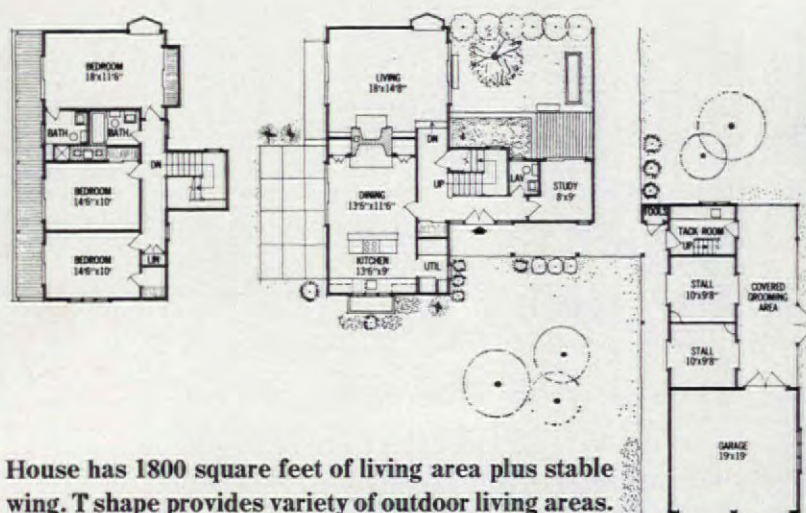 BEDROOM
18'x11'6"
BATH
BATH
DN
BEDROOM
14'6"x10'
BEDROOM
14'6"x10'
LIN
LIVING
18'x14'8"
DN
UP
DINING
13'6"x11'6"
LAV
STUDY
8'x9'
KITCHEN
13'6"x9'
UTIL
TOOLS
TACK ROOM
UP
STALL
10'x9'8"
COVERED
GROOMING
AREA
STALL
10'x9'8"
GARAGE
19'x19'
House has 1800 square feet of living area plus stable
wing. T shape provides variety of outdoor living areas.